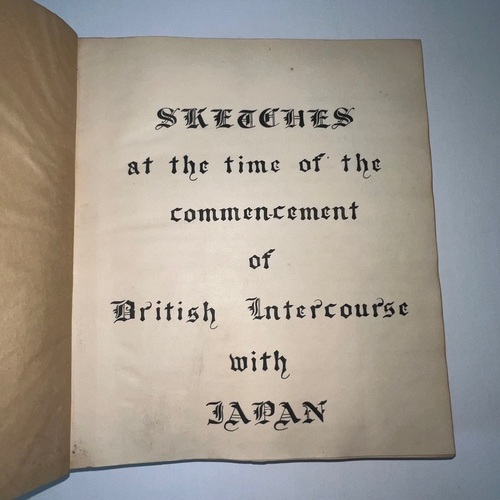 SKETCHES
at the time of the
commencement
of
British Intercourse
with
JAPAN